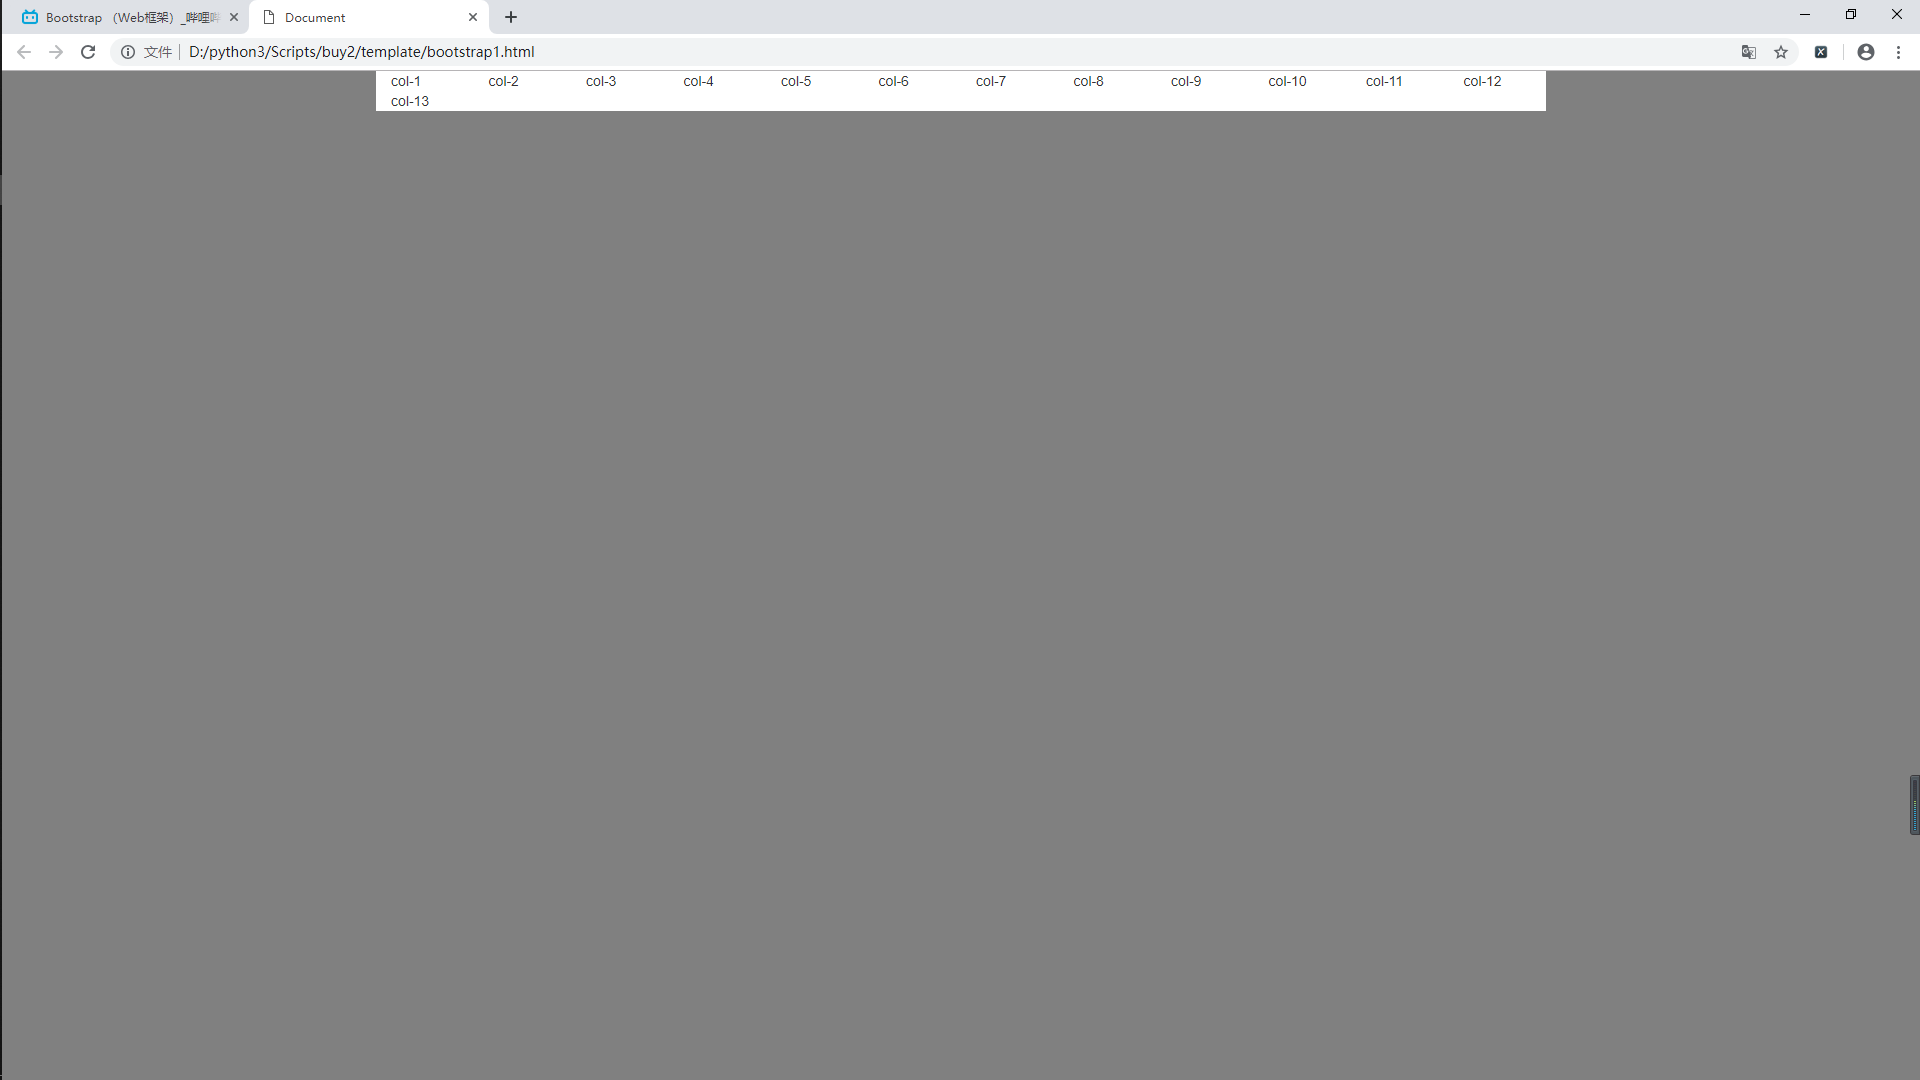 Bootstrap （Web框架）_哔哩
Document
文件
D:/python3/Scripts/buy2/template/bootstrap1.html
col-1 col-2 col-3 col-4 col-5 col-6 col-7 col-8 col-9 col-10 col-11 col-12
col-13